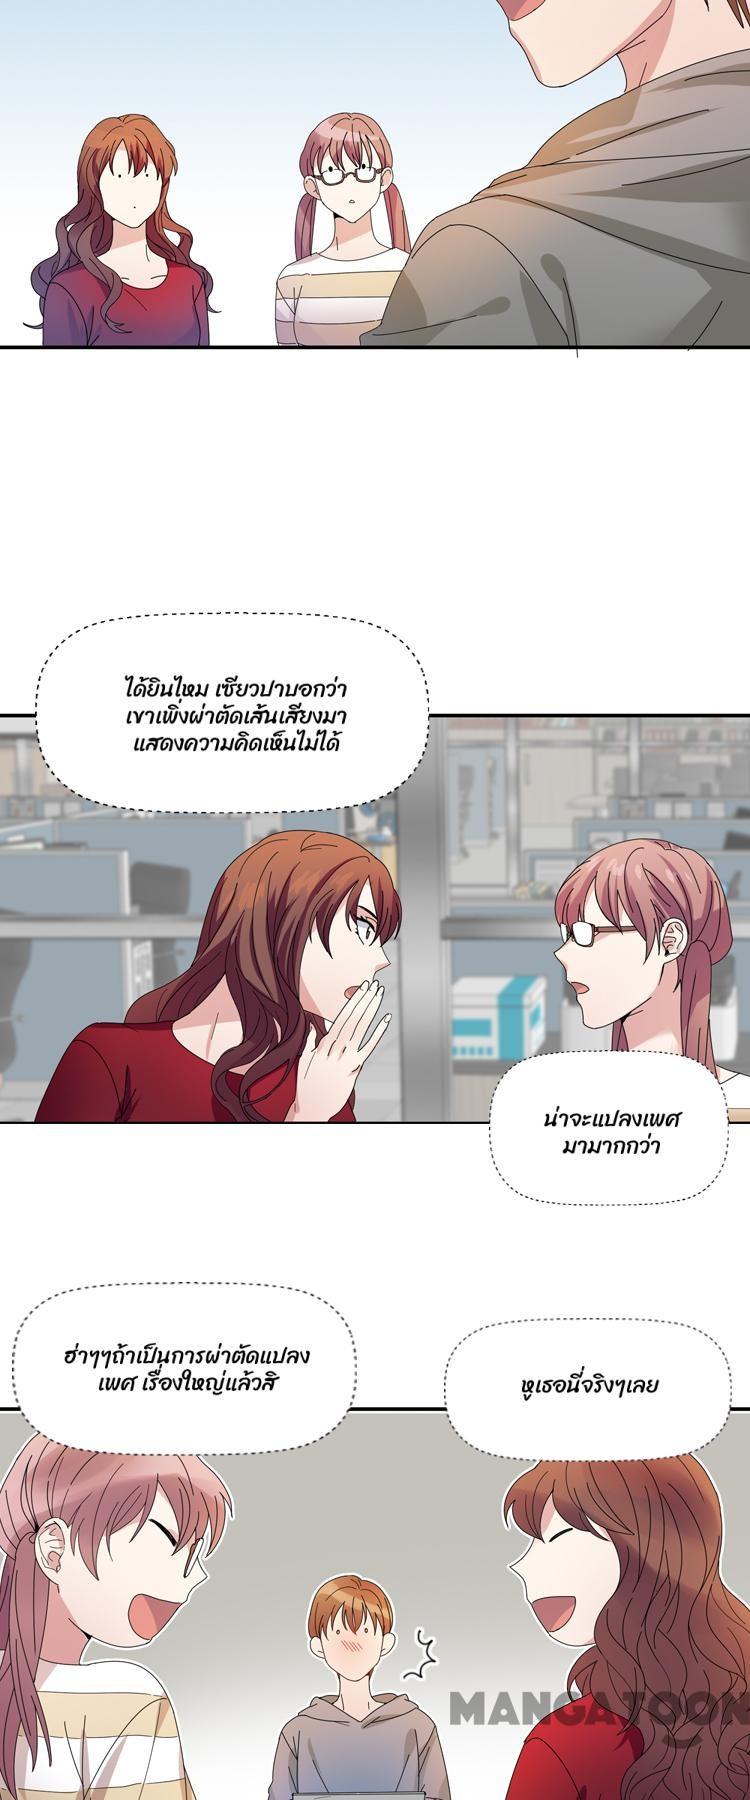 ได้ยินไหม เซียวปาบอกว่า
เขาเพิ่งผ่าตัดเส้นเสียงมา
แสดงความคิดเห็นไม่ได้
น่าจะแปลงเพศ
มามากกว่า
ฮ่าๆๆถ้าเป็นการผ่าตัดแปลง
เพศ เรื่องใหญ่แล้วสิ
หูเธอนี่จริงๆเลย
MANGATOON